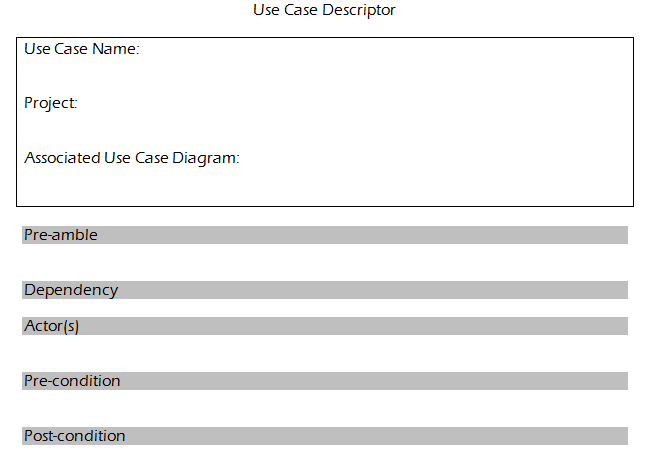 Use Case Descriptor
Use Case Name:
Project:
Associated Use Case Diagram:
Pre-amble
Dependency
Actor(s)
Pre-condition
Post-condition